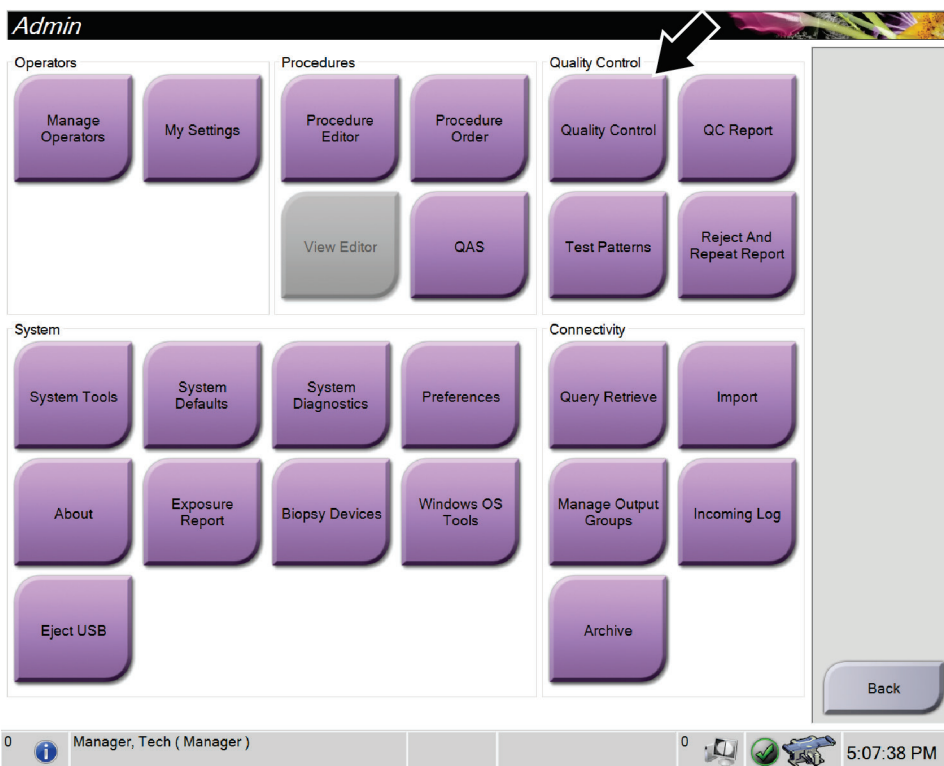 Admin
Operators
Procedures
Quality Control
Manage
Operators
My Settings
Procedure
Editor
Procedure
Order
Quality Control
QC Report
View Editor
QAS
Test Patterns
Reject And
Repeat Report
System
Connectivity
System Tools
System
Defaults
System
Diagnostics
Preferences
Query Retrieve
Import
About
Exposure
Report
Biopsy Devices
Windows OS
Tools
Manage Output
Groups
Incoming Log
Eject USB
Archive
Back
0
Manager, Tech ( Manager )
0
5:07:38 PM